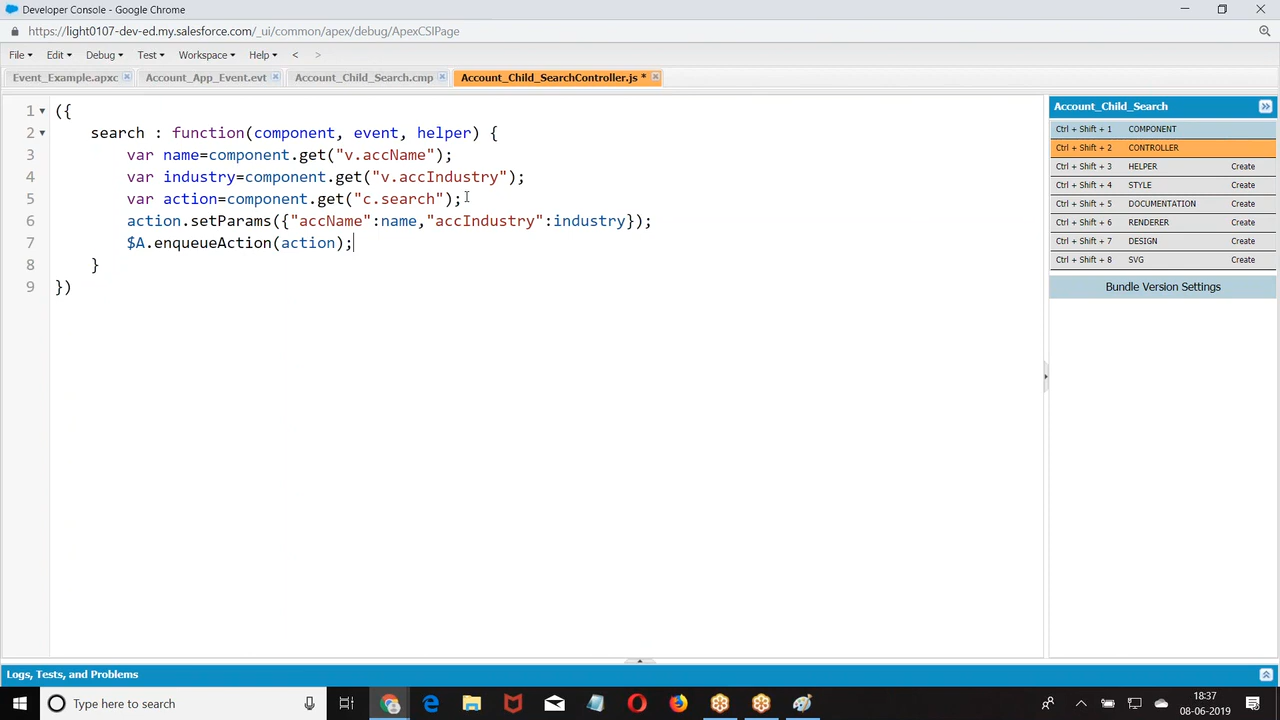 Developer Console - Google Chrome
https://light0107-dev-ed.my.salesforce.com/_ui/common/apex/debug/ApexCSIPage
File Edit Debug Test Workspace Help < >
Event_Example.apxc Account_App_Event.evt Account_Child_Search.cmp Account_Child_SearchController.js *
1 ({
2 search : function(component, event, helper) {
3 var name=component.get("v.accName");
4 var industry=component.get("v.accIndustry");
5 var action=component.get("c.search");
6 action.setParams({"accName":name,"accIndustry":industry});
7 $A.enqueueAction(action);
8 }
9 })
Account_Child_Search
Ctrl + Shift + 1 COMPONENT
Ctrl + Shift + 2 CONTROLLER
Ctrl + Shift + 3 HELPER Create
Ctrl + Shift + 4 STYLE Create
Ctrl + Shift + 5 DOCUMENTATION Create
Ctrl + Shift + 6 RENDERER Create
Ctrl + Shift + 7 DESIGN Create
Ctrl + Shift + 8 SVG Create
Bundle Version Settings
Logs, Tests, and Problems
Type here to search
18:37
08-06-2019